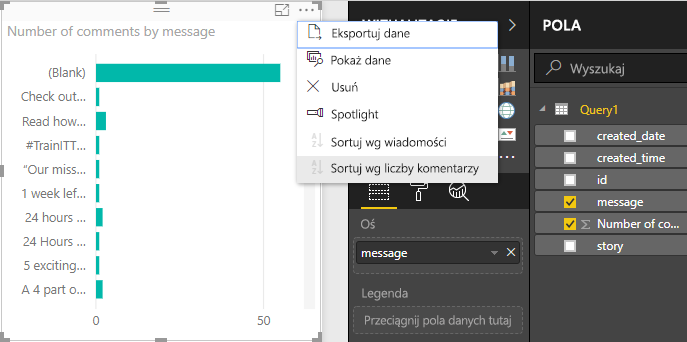 Number of comments by message
(Blank)
Check out...
Read how...
#TrainITT...
"Our miss...
1 week lef...
24 hours ...
24 Hours ...
5 exciting...
A 4 part o...
0
50
Eksportuj dane
Pokaż dane
Usuń
Spotlight
Sortuj wg wiadomości
Sortuj wg liczby komentarzy
Oś
message
Legenda
Przeciągnij pola danych tutaj
POLA
Wyszukaj
Query1
created_date
created_time
id
message
Number of co...
story